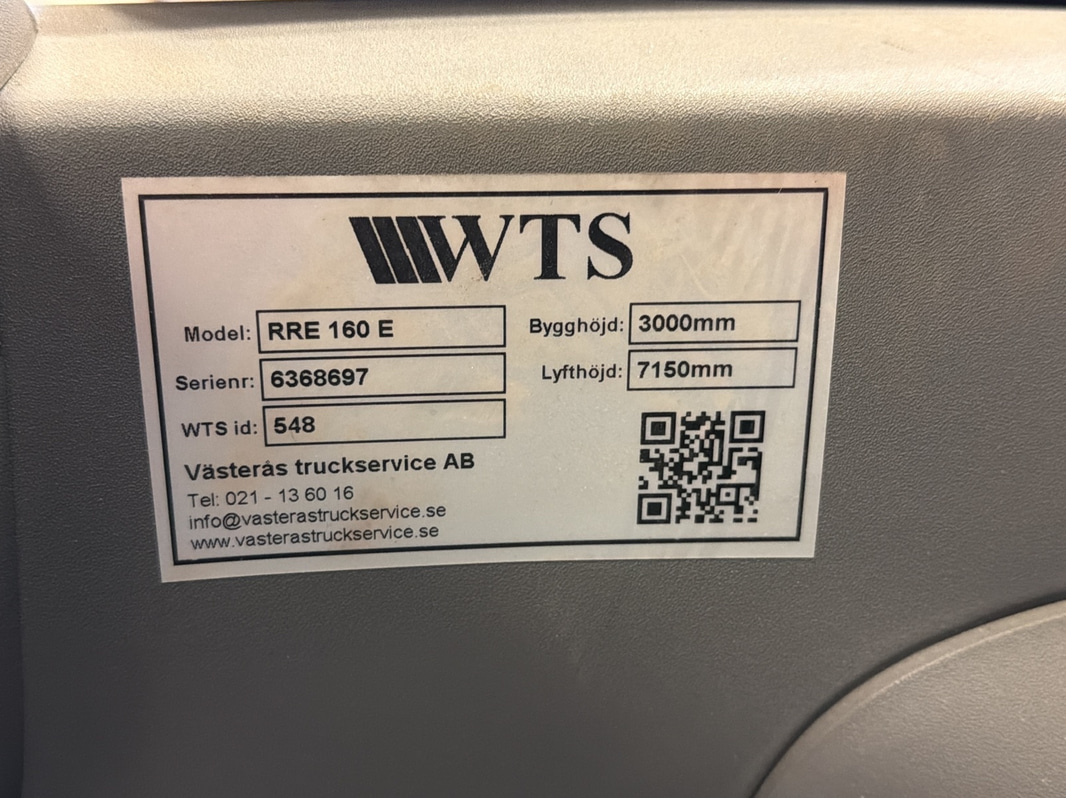 WTS
Model: RRE 160 E
Serienr: 6368697
WTS id: 548
Bygghöjd: 3000mm
Lyfthöjd: 7150mm
Västerås truckservice AB
Tel: 021 - 13 60 16
info@vasterastruckservice.se
www.vasterastruckservice.se